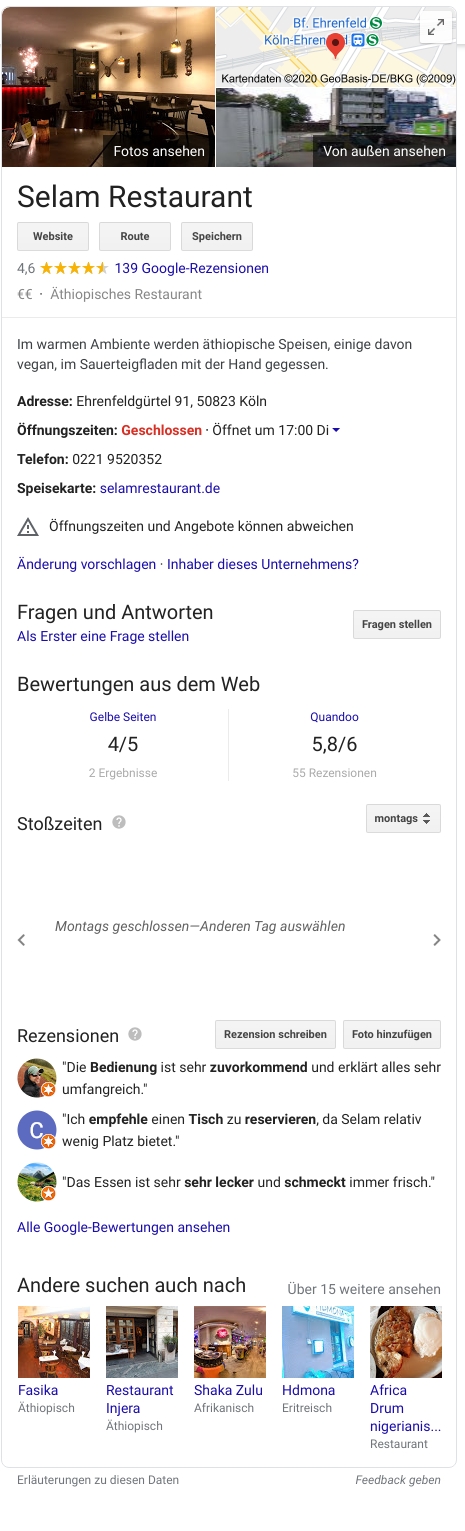 Bf. Ehrenfeld S
Kartendaten ©2020 GeoBasis-DE/BKG (©2009)
Fotos ansehen
Von außen ansehen
Selam Restaurant
Website Route Speichern
4,6 139 Google-Rezensionen
€€ · Äthiopisches Restaurant
Im warmen Ambiente werden äthiopische Speisen, einige davon
vegan, im Sauerteigfladen mit der Hand gegessen.
Adresse: Ehrenfeldgürtel 91, 50823 Köln
Öffnungszeiten: Geschlossen · Öffnet um 17:00 Di
Telefon: 0221 9520352
Speisekarte: selamrestaurant.de
Öffnungszeiten und Angebote können abweichen
Änderung vorschlagen · Inhaber dieses Unternehmens?
Fragen und Antworten
Als Erster eine Frage stellen
Fragen stellen
Bewertungen aus dem Web
Gelbe Seiten
4/5
2 Ergebnisse
Quandoo
5,8/6
55 Rezensionen
Stoßzeiten ?
montags
Montags geschlossen—Anderen Tag auswählen
Rezensionen ?
Rezension schreiben Foto hinzufügen
"Die Bedienung ist sehr zuvorkommend und erklärt alles sehr
umfangreich."
C
"Ich empfehle einen Tisch zu reservieren, da Selam relativ
wenig Platz bietet."
"Das Essen ist sehr sehr lecker und schmeckt immer frisch."
Alle Google-Bewertungen ansehen
Andere suchen auch nach
Über 15 weitere ansehen
Fasika
Äthiopisch
Restaurant
Injera
Äthiopisch
Shaka Zulu
Afrikanisch
Hdmona
Eritreisch
Africa
Drum
nigerianis...
Restaurant
Erläuterungen zu diesen Daten
Feedback geben